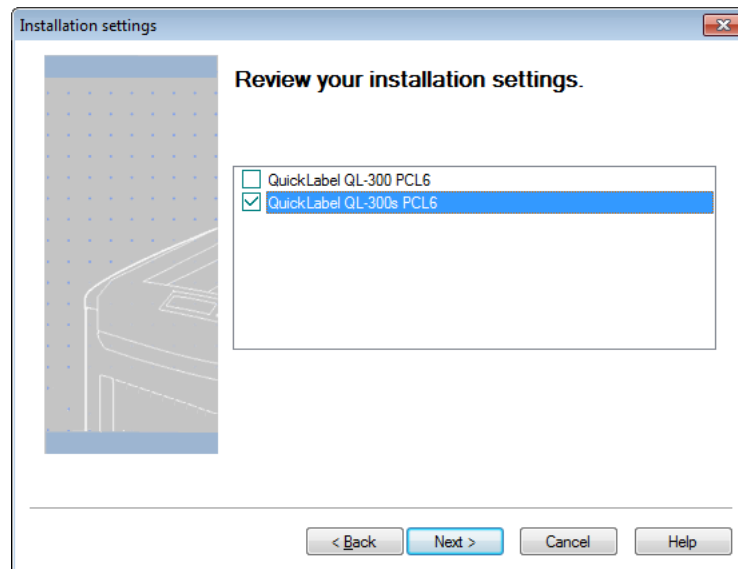 Installation settings
Review your installation settings.
QuickLabel QL-300 PCL6
QuickLabel QL-300s PCL6
< Back Next > Cancel Help